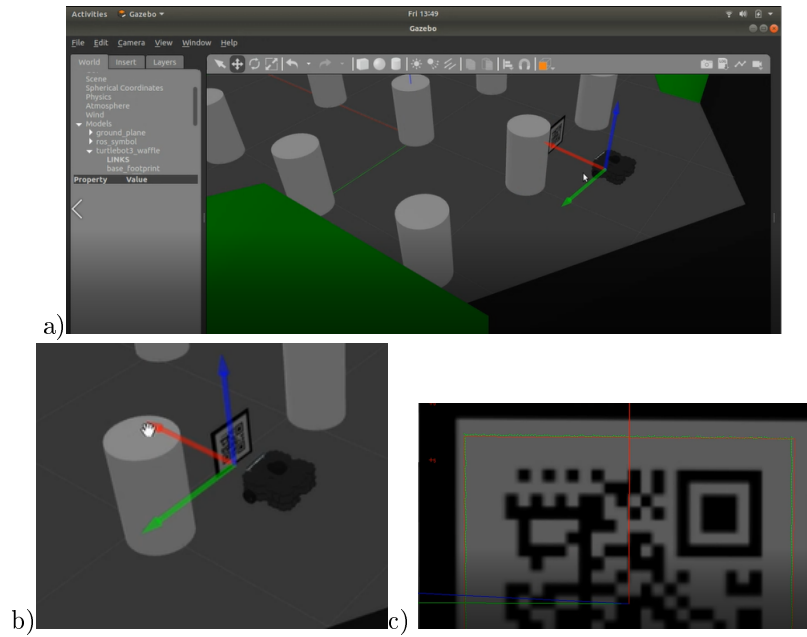 Activities Gazebo Fri 13:49
Gazebo
File Edit Camera View Window Help
World Insert Layers
Scene
Spherical Coordinates
Physics
Atmosphere
Wind
Models
ground_plane
ros_symbol
turtlebot3_waffle
LINKS
base_footprint
Property Value
a)
b)
c)